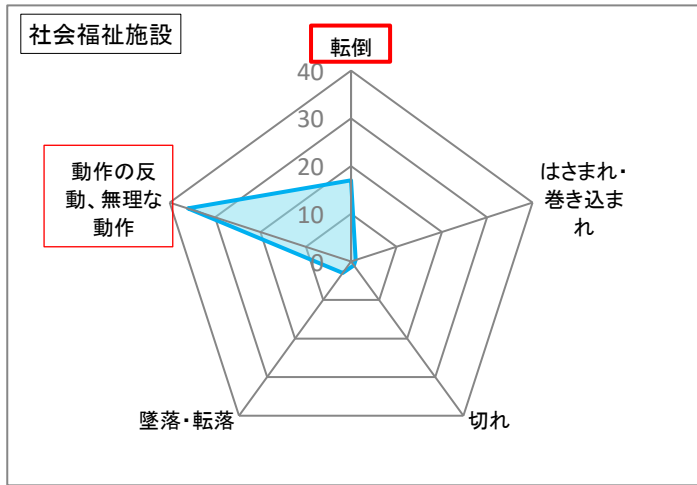 社会福祉施設
転倒
40
30
20
10
0
はさまれ・
巻き込ま
れ
動作の反
動、無理な
動作
墜落・転落
切れ